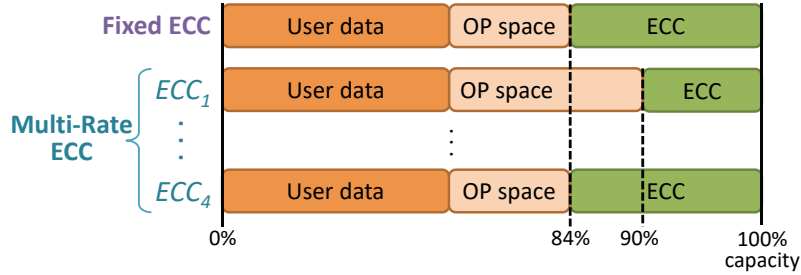 Fixed ECC User data OP space ECC
ECC1 User data OP space ECC
Multi-Rate
ECC
⋮ ⋮
ECC4 User data OP space ECC
0% 84% 90% 100%
capacity